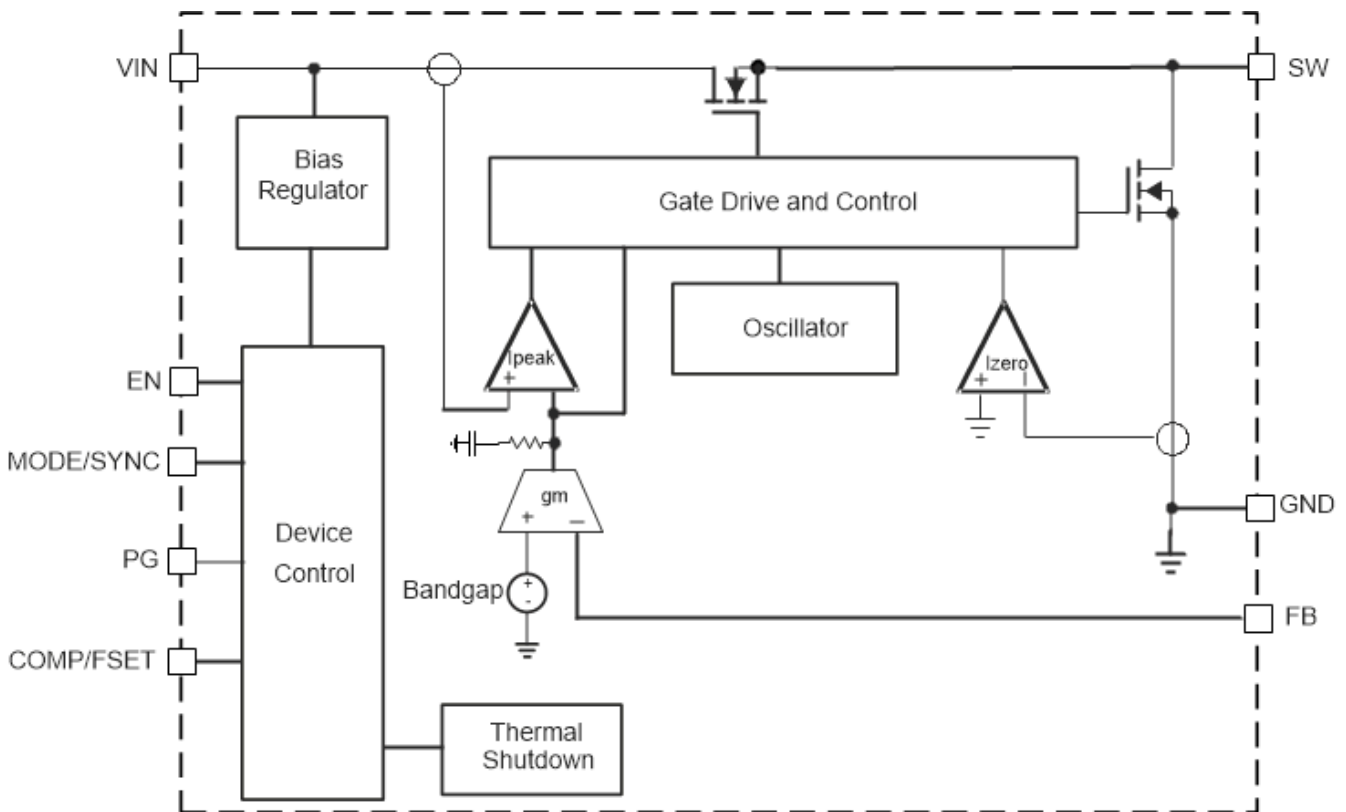 VIN
SW
Bias
Regulator
Gate Drive and Control
Oscillator
Ipeak
+
Izero
+
EN
MODE/SYNC
gm
+ −
GND
Device
Control
PG
Bandgap
+
-
FB
COMP/FSET
Thermal
Shutdown